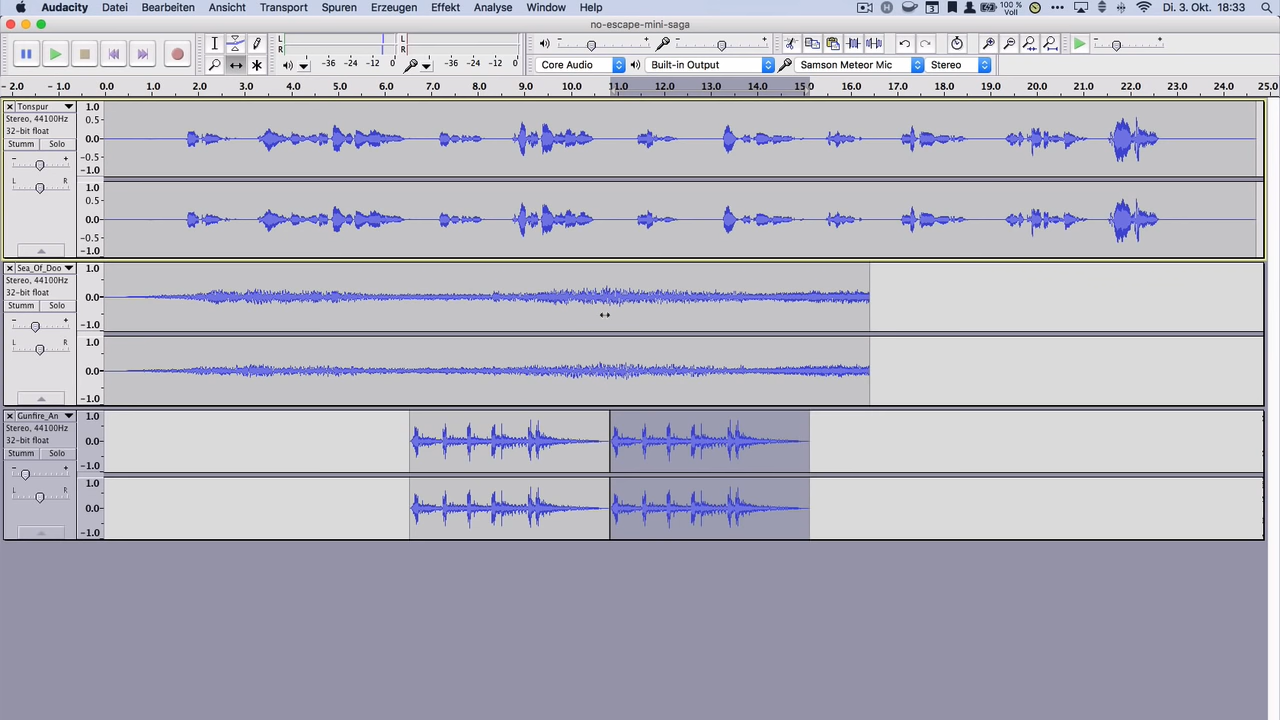 Audacity Datei Bearbeiten Ansicht Transport Spuren Erzeugen Effekt Analyse Window Help 3 100 % Voll Di. 3. Okt. 18:33
no-escape-mini-saga
L R -36 -24 -12 0 L R -36 -24 -12 0
Core Audio Built-in Output Samson Meteor Mic Stereo
- 2.0 - 1.0 0.0 1.0 2.0 3.0 4.0 5.0 6.0 7.0 8.0 9.0 10.0 11.0 12.0 13.0 14.0 15.0 16.0 17.0 18.0 19.0 20.0 21.0 22.0 23.0 24.0 25.0
Tonspur 1.0
Stereo, 44100Hz 0.5
32-bit float 0.0
Stumm Solo -0.5
- + -1.0
L R 1.0
0.5
0.0
-0.5
-1.0
Sea_Of_Doo 1.0
Stereo, 44100Hz
32-bit float 0.0
Stumm Solo
- + -1.0
L R 1.0
0.0
-1.0
Gunfire_An 1.0
Stereo, 44100Hz
32-bit float 0.0
Stumm Solo
- + -1.0
L R 1.0
0.0
-1.0